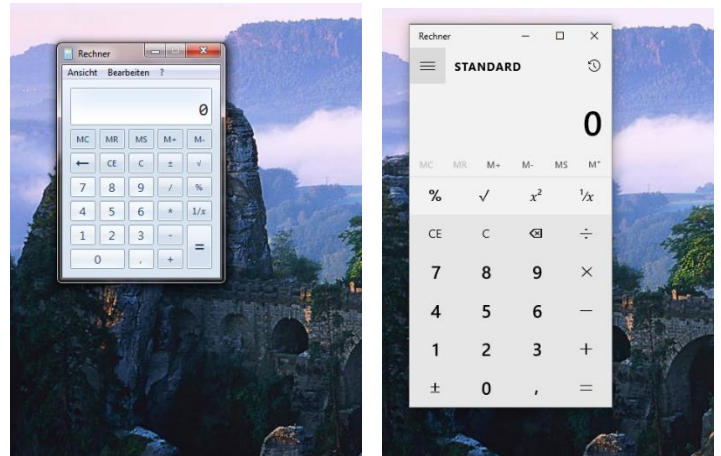 Rechner
Ansicht Bearbeiten ?
0
MC MR MS M+ M-
← CE C ± √
7 8 9 / %
4 5 6 * 1/x
1 2 3 - =
0 , +
Rechner
STANDARD
0
MC MR M+ M- MS M˅
% √ x² ¹/x
CE C ⌫ ÷
7 8 9 ×
4 5 6 −
1 2 3 +
± 0 , =